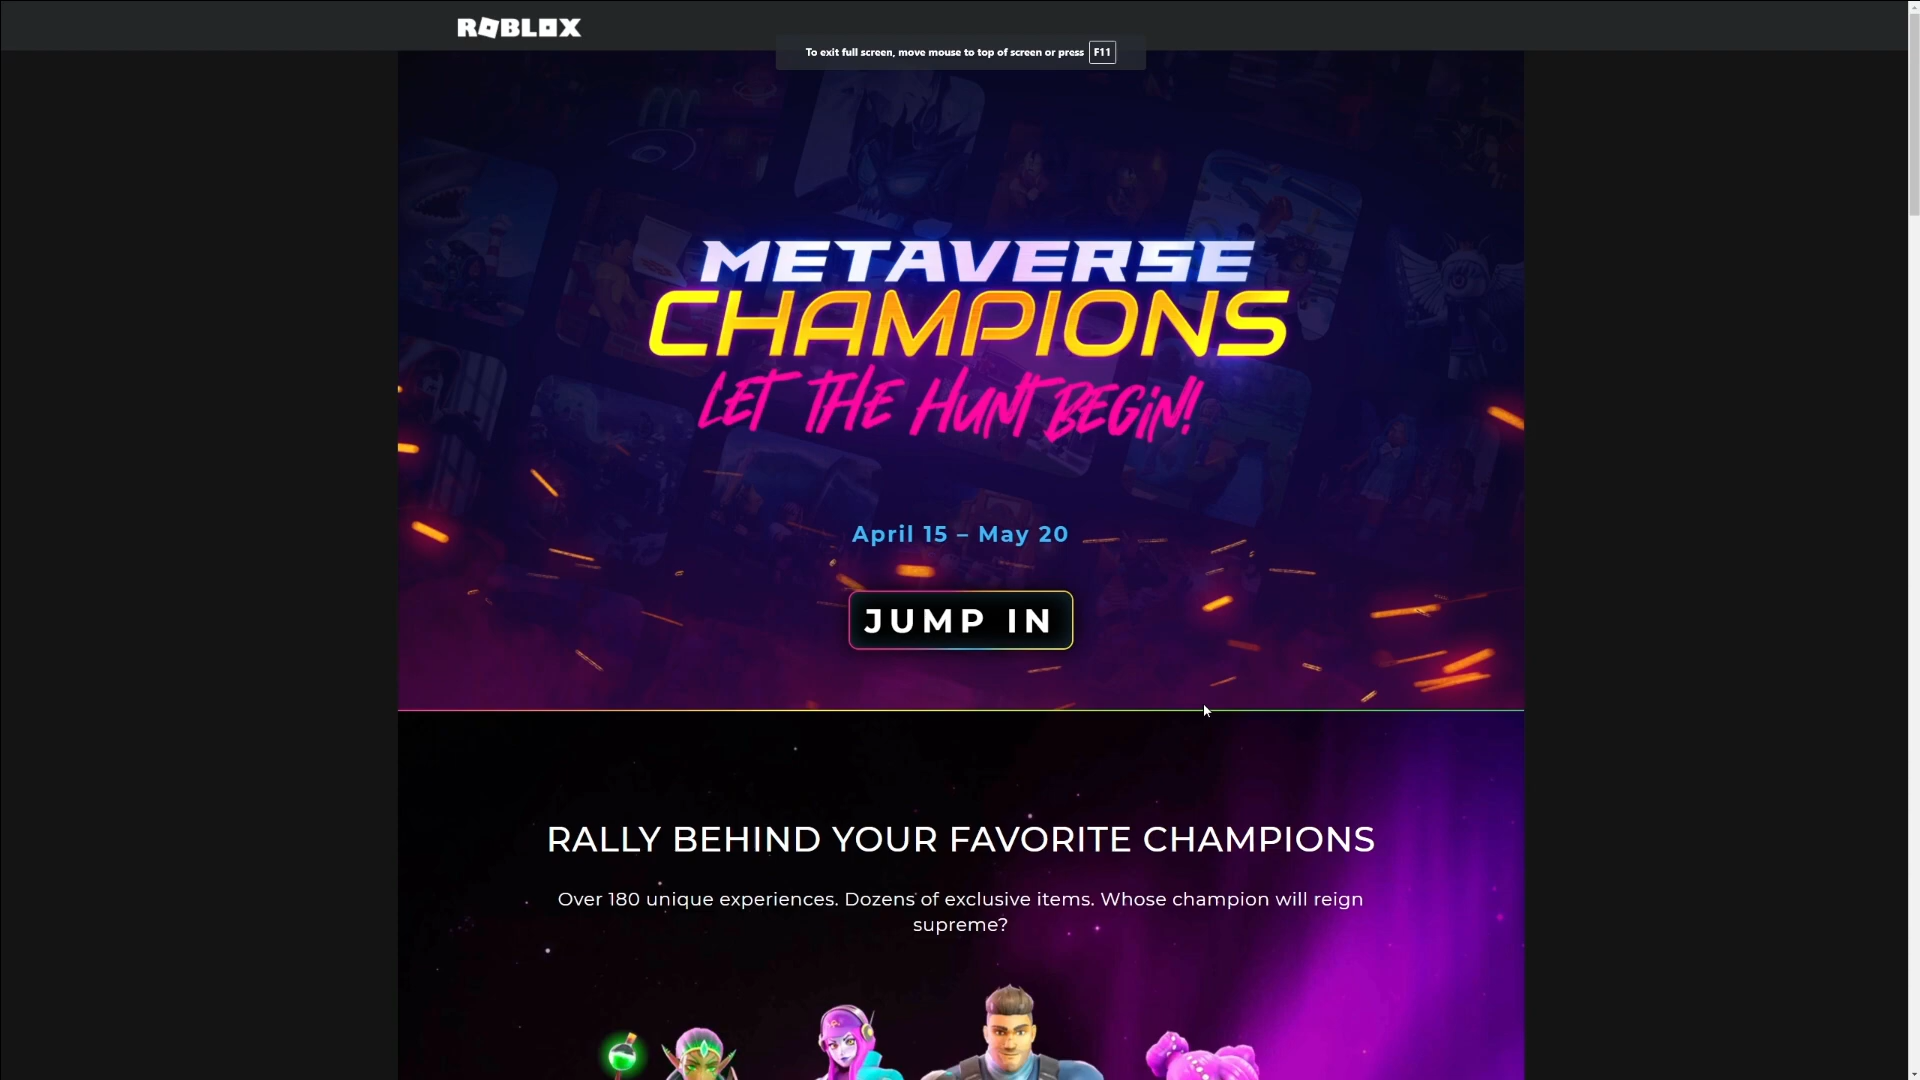 ROBLOX
To exit full screen, move mouse to top of screen or press F11
METAVERSE
CHAMPIONS
LET THE HUNT BEGIN!
April 15 – May 20
JUMP IN
RALLY BEHIND YOUR FAVORITE CHAMPIONS
Over 180 unique experiences. Dozens of exclusive items. Whose champion will reign
supreme?